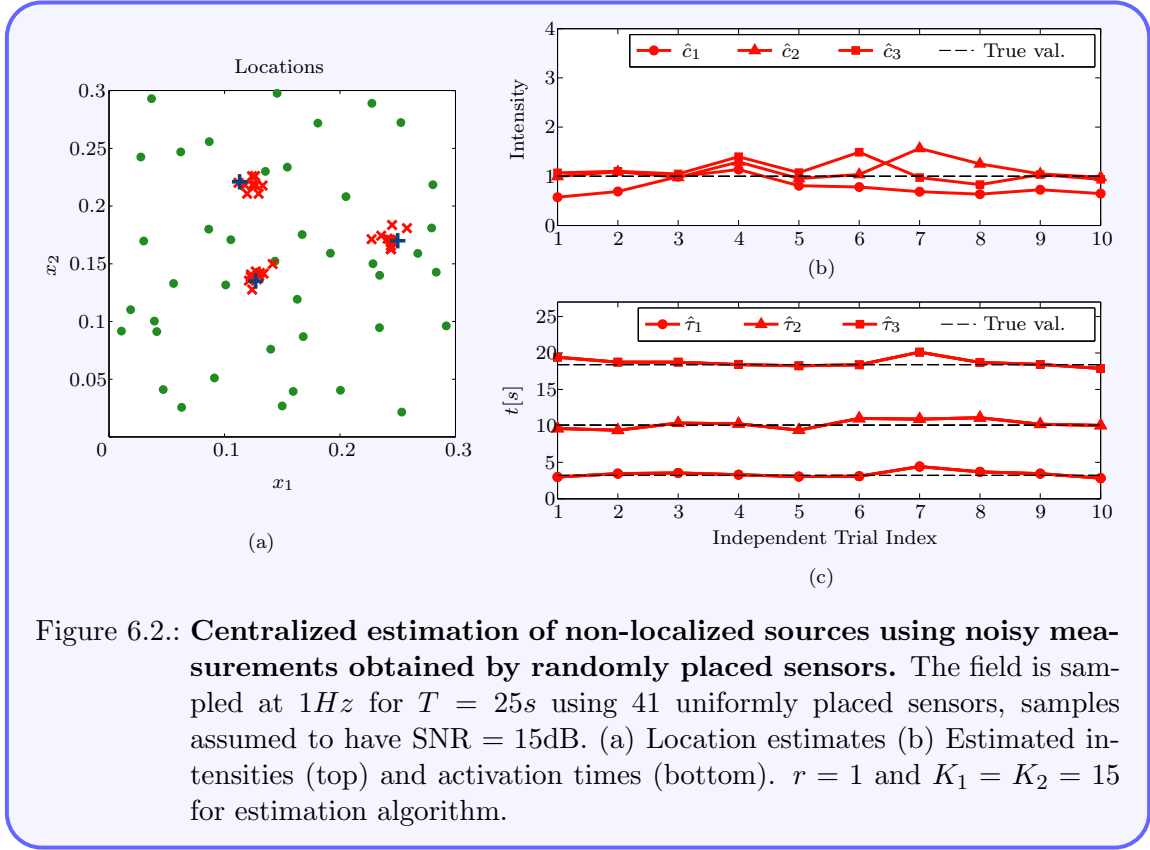 Locations
0.3
0.25
0.2
0.15
0.1
0.05
0
0.1
0.2
0.3
x₂
x₁
(a)
4
3
2
1
0
Intensity
ĉ₁ ĉ₂ ĉ₃ True val.
1 2 3 4 5 6 7 8 9 10
(b)
25
20
15
10
5
0
t[s]
τ̂₁ τ̂₂ τ̂₃ True val.
1 2 3 4 5 6 7 8 9 10
Independent Trial Index
(c)
Figure 6.2.: Centralized estimation of non-localized sources using noisy mea-
surements obtained by randomly placed sensors. The field is sam-
pled at 1Hz for T = 25s using 41 uniformly placed sensors, samples
assumed to have SNR = 15dB. (a) Location estimates (b) Estimated in-
tensities (top) and activation times (bottom). r = 1 and K₁ = K₂ = 15
for estimation algorithm.